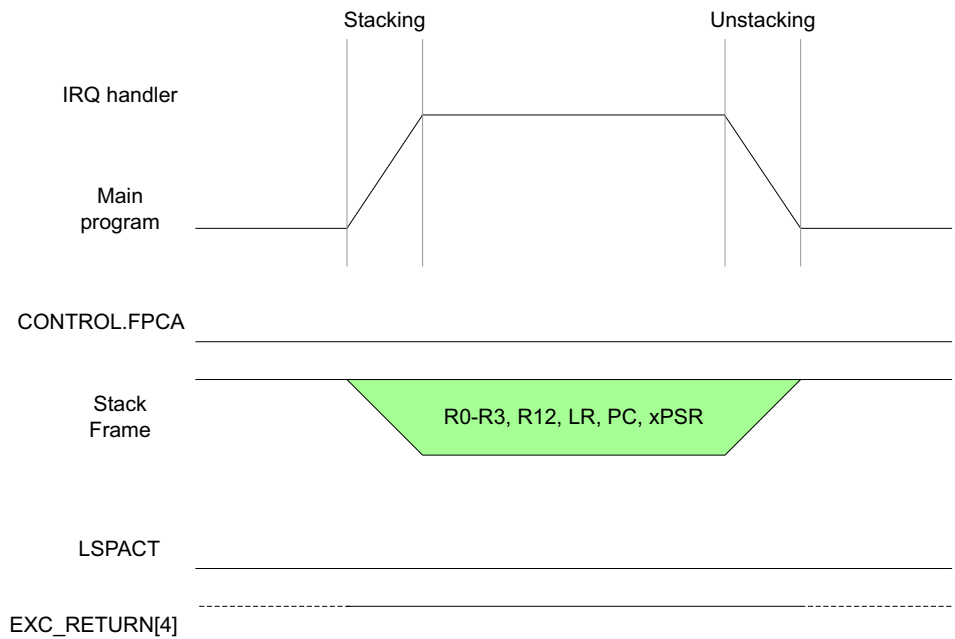 Stacking
Unstacking
IRQ handler
Main
program
CONTROL.FPCA
Stack
Frame
R0-R3, R12, LR, PC, xPSR
LSPACT
EXC_RETURN[4]